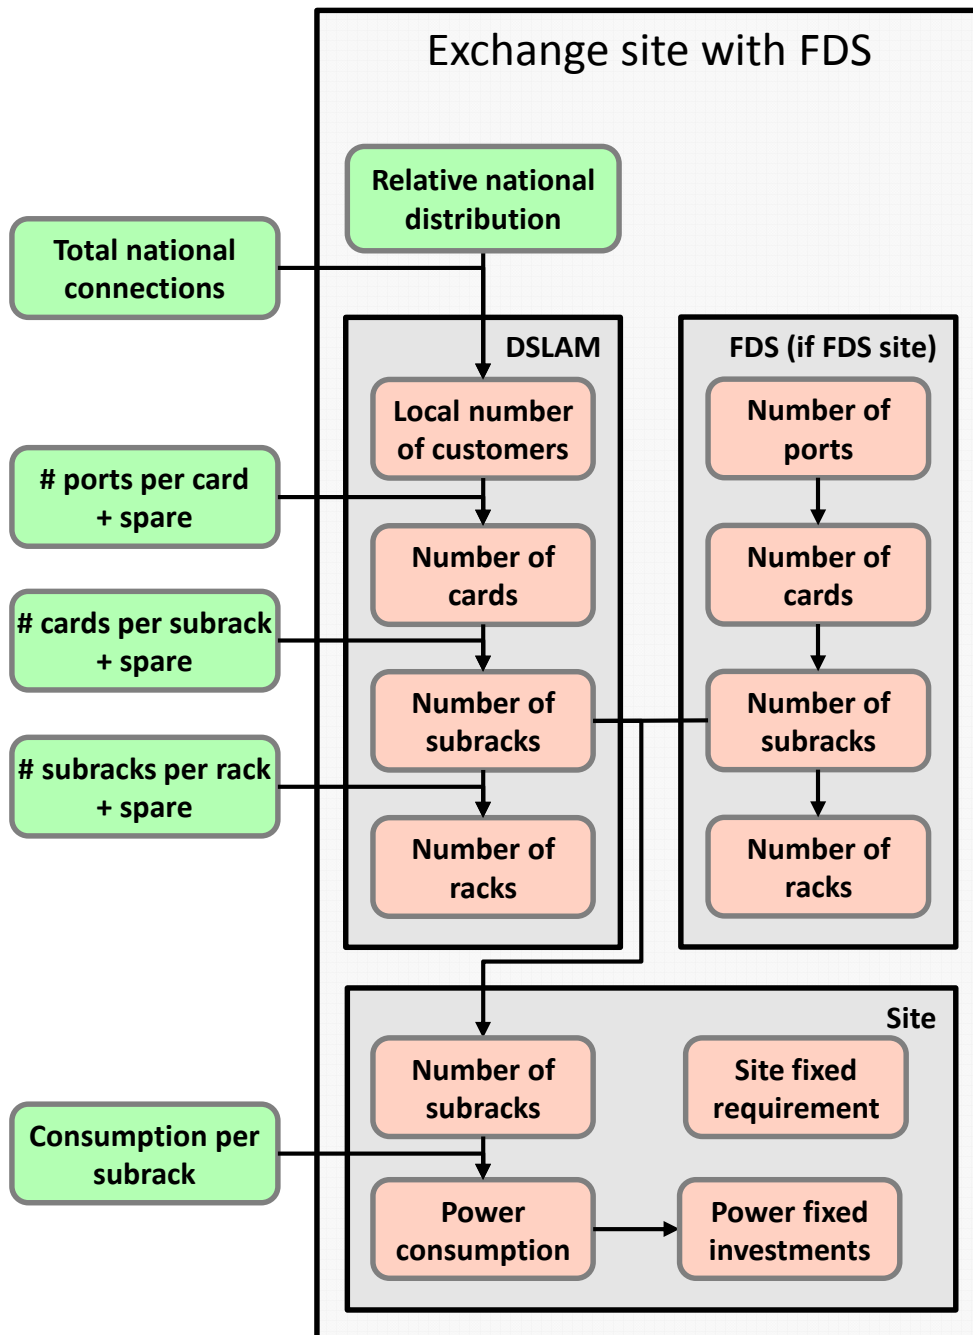 Exchange site with FDS
Relative national
distribution
Total national
connections
DSLAM
Local number
of customers
# ports per card
+ spare
Number of
cards
# cards per subrack
+ spare
Number of
subracks
# subracks per rack
+ spare
Number of
racks
FDS (if FDS site)
Number of
ports
Number of
cards
Number of
subracks
Number of
racks
Site
Number of
subracks
Site fixed
requirement
Consumption per
subrack
Power
consumption
Power fixed
investments